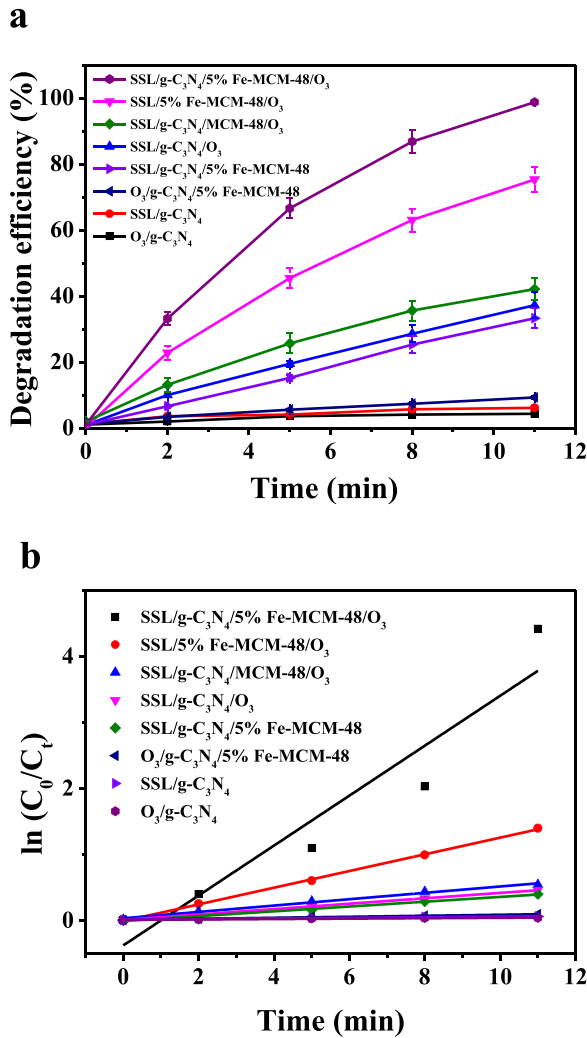 a
Degradation efficiency (%)
100
80
60
40
20
0
SSL/g-C₃N₄/5% Fe-MCM-48/O₃
SSL/5% Fe-MCM-48/O₃
SSL/g-C₃N₄/MCM-48/O₃
SSL/g-C₃N₄/O₃
SSL/g-C₃N₄/5% Fe-MCM-48
O₃/g-C₃N₄/5% Fe-MCM-48
SSL/g-C₃N₄
O₃/g-C₃N₄
0 2 4 6 8 10 12
Time (min)
b
ln (C₀/Cₜ)
4
2
0
SSL/g-C₃N₄/5% Fe-MCM-48/O₃
SSL/5% Fe-MCM-48/O₃
SSL/g-C₃N₄/MCM-48/O₃
SSL/g-C₃N₄/O₃
SSL/g-C₃N₄/5% Fe-MCM-48
O₃/g-C₃N₄/5% Fe-MCM-48
SSL/g-C₃N₄
O₃/g-C₃N₄
0 2 4 6 8 10 12
Time (min)